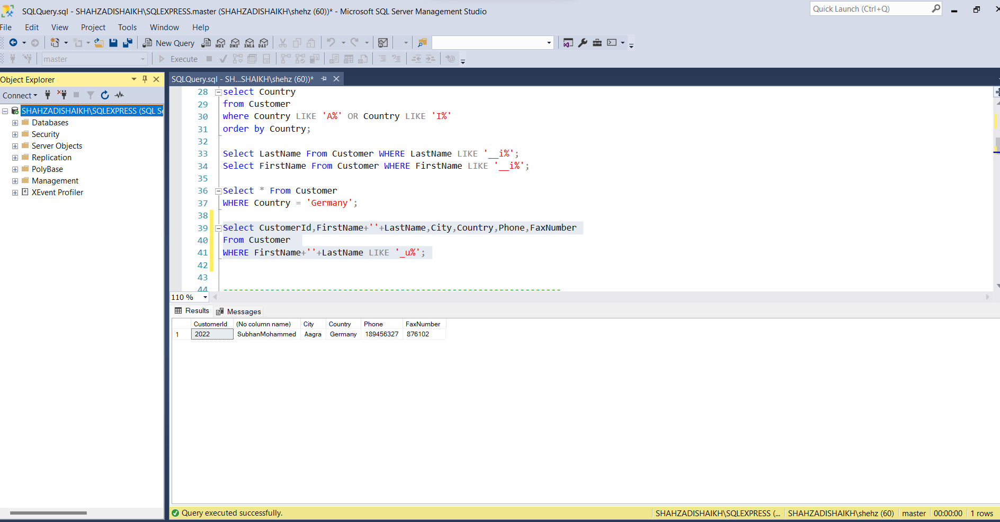 SQLQuery.sql - SHAHZADISHAIKH\SQLEXPRESS.master (SHAHZADISHAIKH\shehz (60))* - Microsoft SQL Server Management Studio
Quick Launch (Ctrl+Q)
File Edit View Project Tools Window Help
New Query MDX DMX XMLA DAX
master Execute
Object Explorer
SQLQuery.sql - SH...SHAIKH\shehz (60))*
Connect
SHAHZADISHAIKH\SQLEXPRESS (SQL Se
Databases
Security
Server Objects
Replication
PolyBase
Management
XEvent Profiler
28 select Country
29 from Customer
30 where Country LIKE 'A%' OR Country LIKE 'I%'
31 order by Country;
32
33 Select LastName From Customer WHERE LastName LIKE '__i%';
34 Select FirstName From Customer WHERE FirstName LIKE '__i%';
35
36 Select * From Customer
37 WHERE Country = 'Germany';
38
39 Select CustomerId,FirstName+''+LastName,City,Country,Phone,FaxNumber
40 From Customer
41 WHERE FirstName+''+LastName LIKE '_u%';
42
43
44 -----------------------------------------------------------------
110 %
Results Messages
CustomerId (No column name) City Country Phone FaxNumber
1 2022 SubhanMohammed Aagra Germany 189456327 876102
Query executed successfully.
SHAHZADISHAIKH\SQLEXPRESS (... SHAHZADISHAIKH\shehz (60) master 00:00:00 1 rows